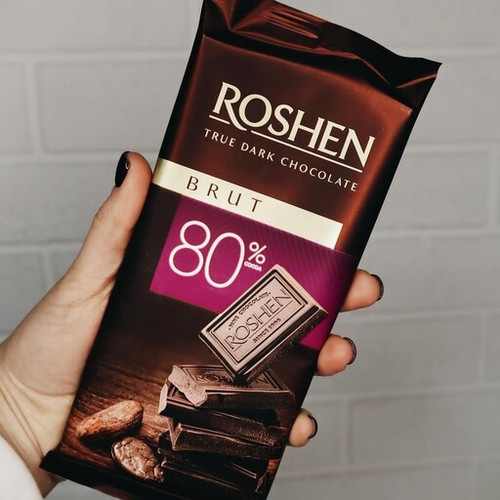 ROSHEN
TRUE DARK CHOCOLATE
BRUT
80%
COCOA
ROSHEN